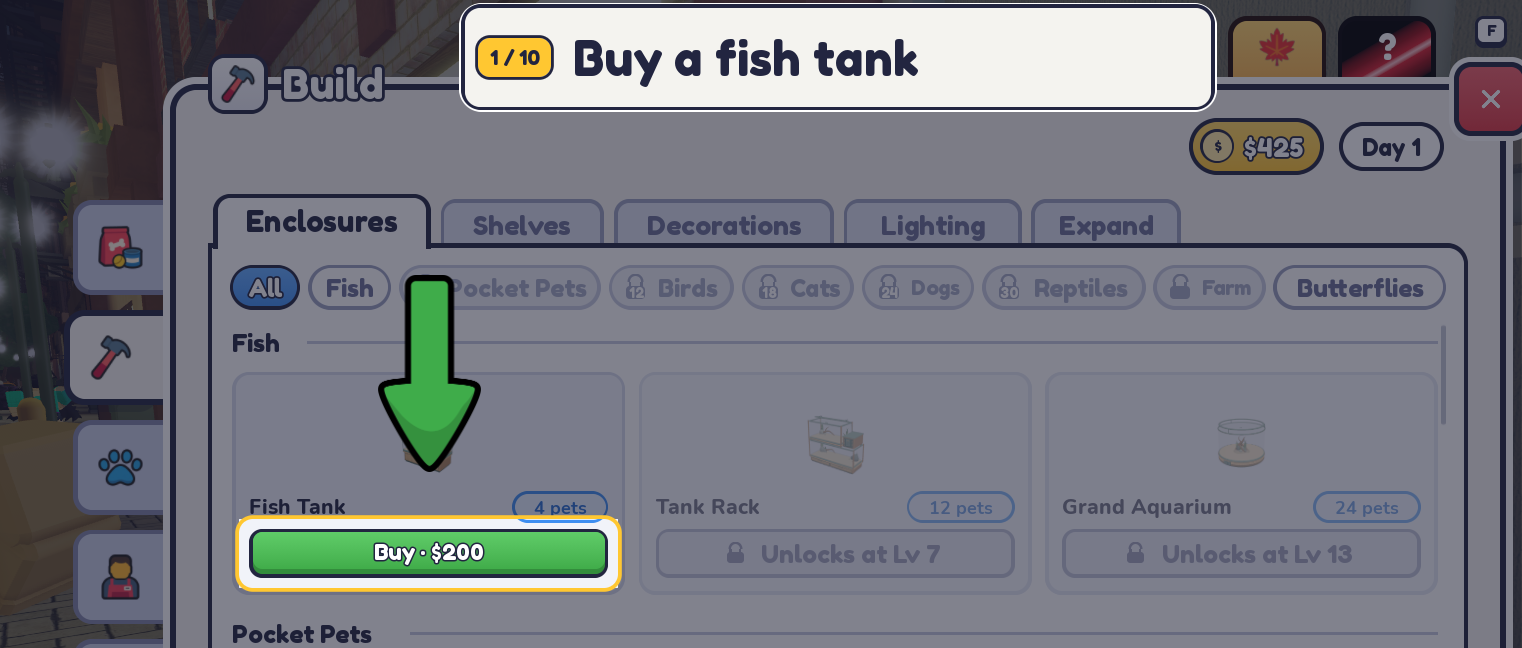 1 / 10
Buy a fish tank
?
F
Build
$ $425
Day 1
Enclosures
Shelves
Decorations
Lighting
Expand
All
Fish
Pocket Pets
12 Birds
18 Cats
24 Dogs
30 Reptiles
Farm
Butterflies
Fish
Fish Tank
4 pets
Buy · $200
Tank Rack
12 pets
Unlocks at Lv 7
Grand Aquarium
24 pets
Unlocks at Lv 13
Pocket Pets